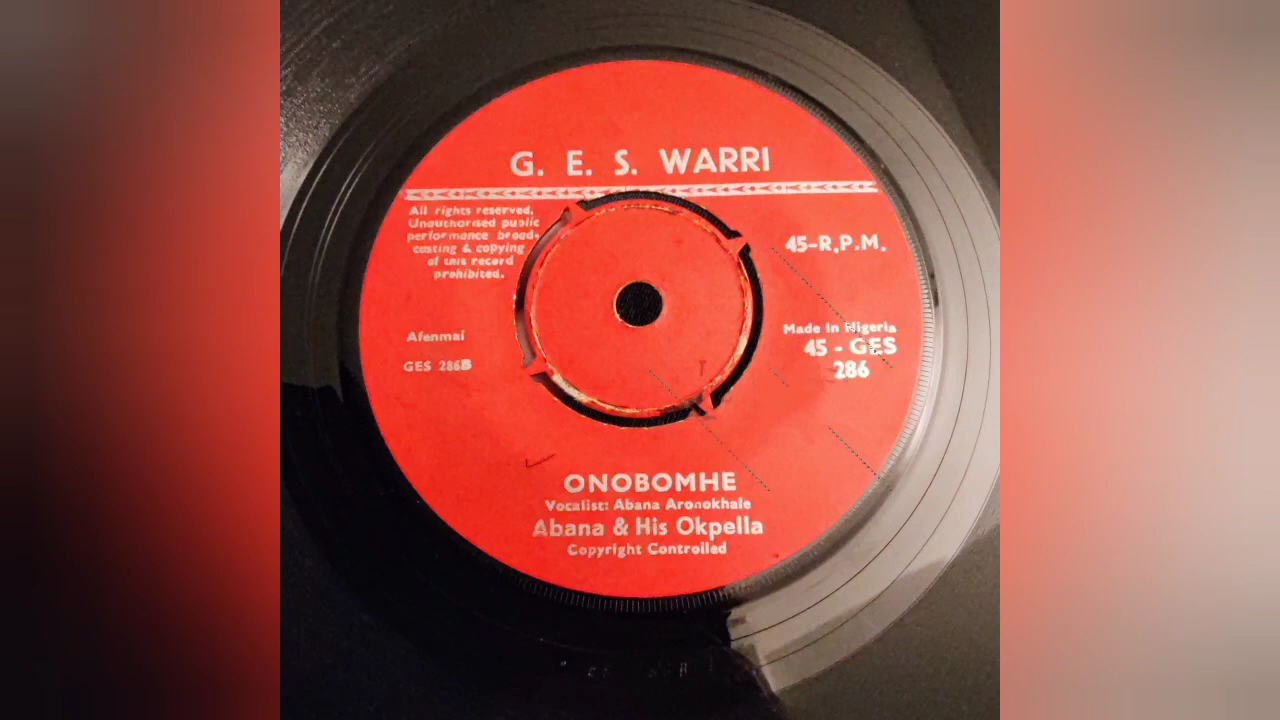 G. E. S. WARRI
All rights reserved.
Unauthorised public
performance broad-
casting & copying
of this record
prohibited.
45-R.P.M.
Afenmai
GES 286B
Made in Nigeria
45 - GES
286
ONOBOMHE
Vocalist: Abana Aronokhale
Abana & His Okpella
Copyright Controlled